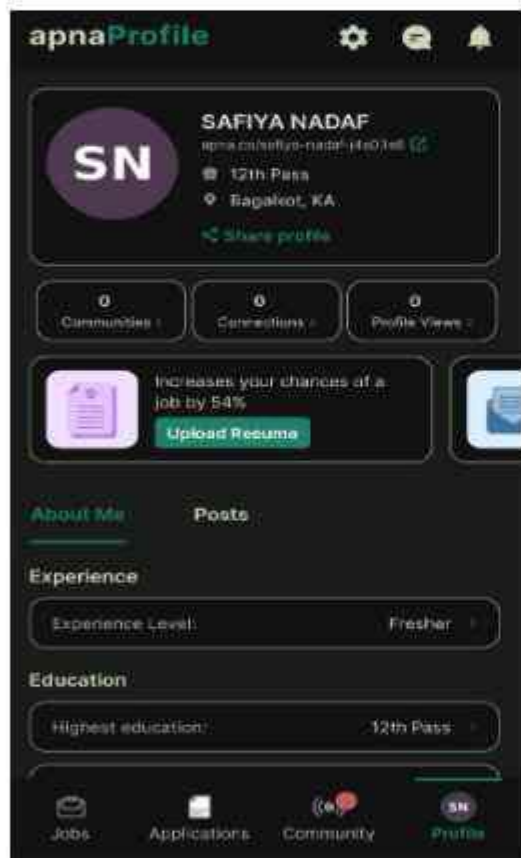 apnaProfile
SN
SAFIYA NADAF
12th Pass
Bagalkot, KA
Share profile
0
Communities
0
Connections
0
Profile Views
Increases your chances of a
job by 54%
Upload Resume
About Me Posts
Experience
Experience Level: Fresher
Education
Highest education: 12th Pass
SN
Jobs Applications Community Profile